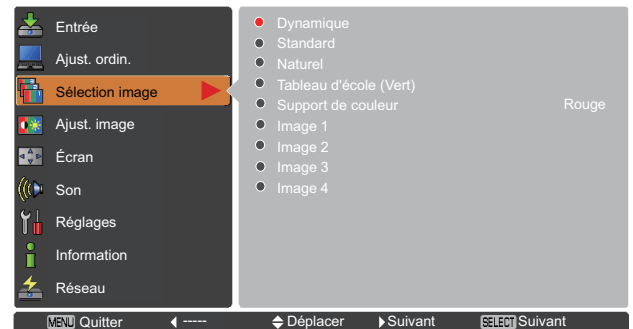 Entrée
Ajust. ordin.
Sélection image
Ajust. image
Écran
Son
Réglages
Information
Réseau
Dynamique
Standard
Naturel
Tableau d'école (Vert)
Support de couleur Rouge
Image 1
Image 2
Image 3
Image 4
MENU Quitter ----- Déplacer Suivant SELECT Suivant